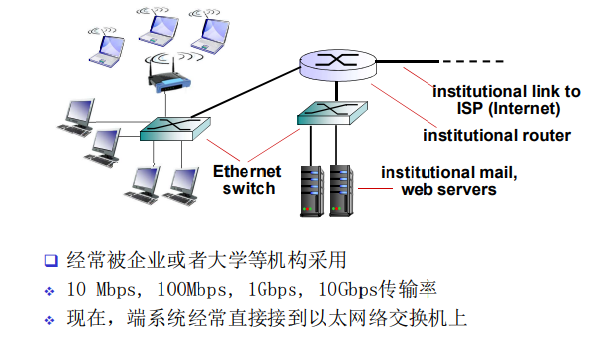 institutional link to
ISP (Internet)
institutional router
Ethernet
switch
institutional mail,
web servers
经常被企业或者大学等机构采用
10 Mbps, 100Mbps, 1Gbps, 10Gbps传输率
现在，端系统经常直接接到以太网络交换机上